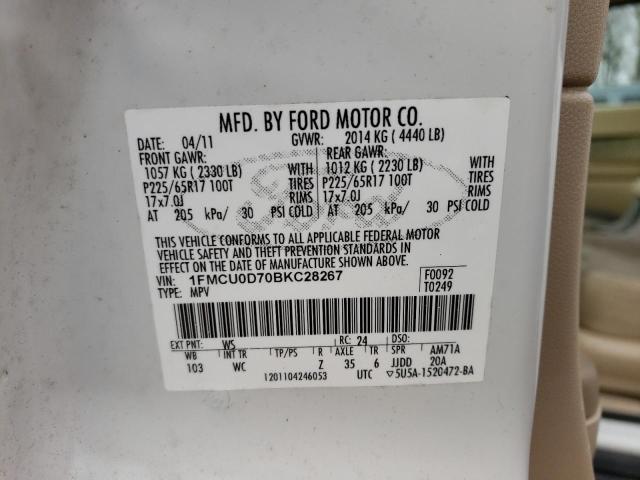 MFD. BY FORD MOTOR CO.
DATE: 04/11 GVWR: 2014 KG ( 4440 LB)
FRONT GAWR: REAR GAWR:
1057 KG ( 2330 LB) WITH 1012 KG ( 2230 LB) WITH
P225/65R17 100T TIRES P225/65R17 100T TIRES
17x7.0J RIMS 17x7.0J RIMS
AT 205 kPa/ 30 PSI COLD AT 205 kPa/ 30 PSI COLD
THIS VEHICLE CONFORMS TO ALL APPLICABLE FEDERAL MOTOR
VEHICLE SAFETY AND THEFT PREVENTION STANDARDS IN
EFFECT ON THE DATE OF MANUFACTURE SHOWN ABOVE.
VIN: 1FMCU0D70BKC28267 F0092
TYPE: MPV T0249
EXT PNT: WS RC: 24 DSO:
WB INT TR TP/PS R AXLE TR SPR AM71A
103 WC Z 35 6 JJDD 20A
1201104246053 UTC ▽5U5A-1520472-BA